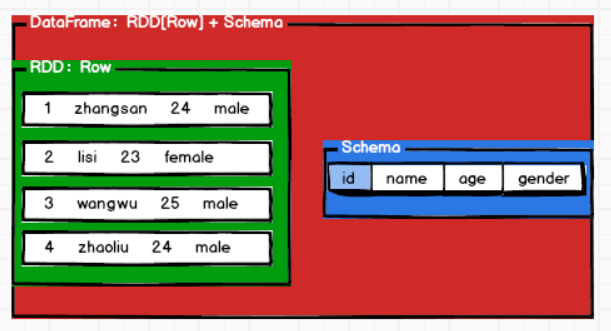 DataFrame: RDD[Row] + Schema
RDD: Row
1 zhangsan 24 male
2 lisi 23 female
3 wangwu 25 male
4 zhaoliu 24 male
Schema
id name age gender